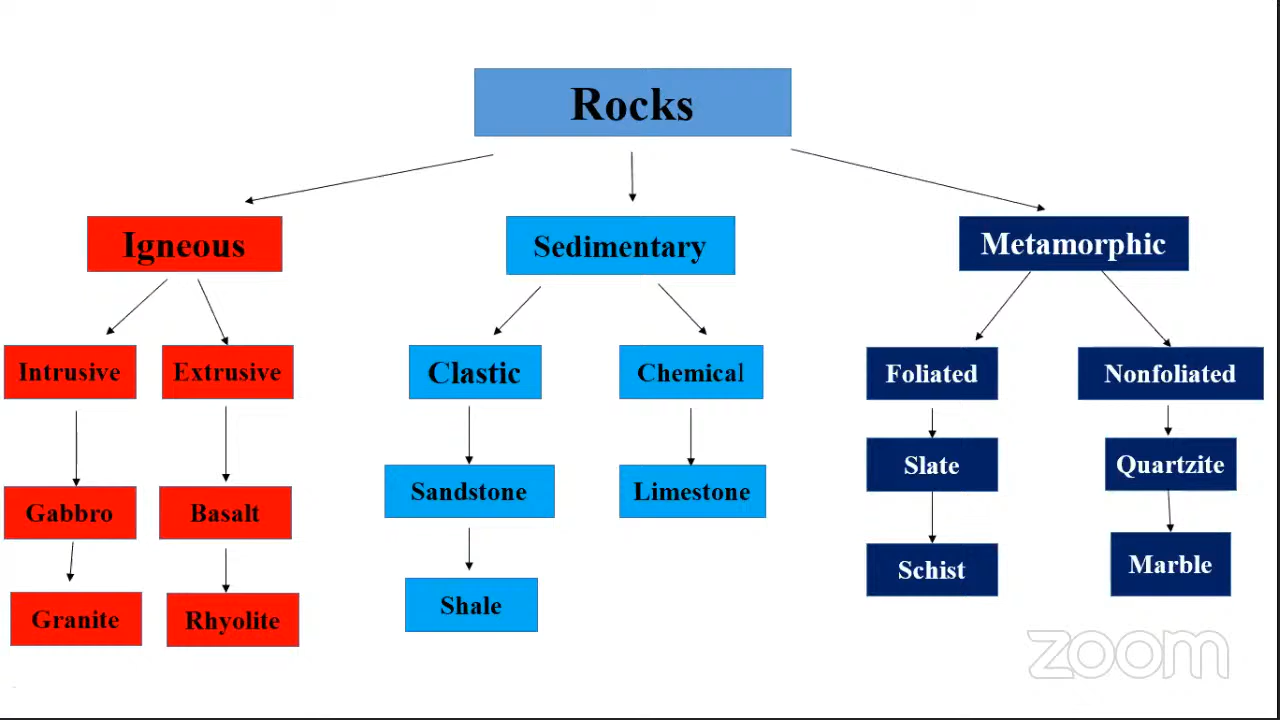 Rocks
Igneous
Sedimentary
Metamorphic
Intrusive
Extrusive
Clastic
Chemical
Foliated
Nonfoliated
Slate
Quartzite
Sandstone
Limestone
Gabbro
Basalt
Schist
Marble
Shale
Granite
Rhyolite
zoom